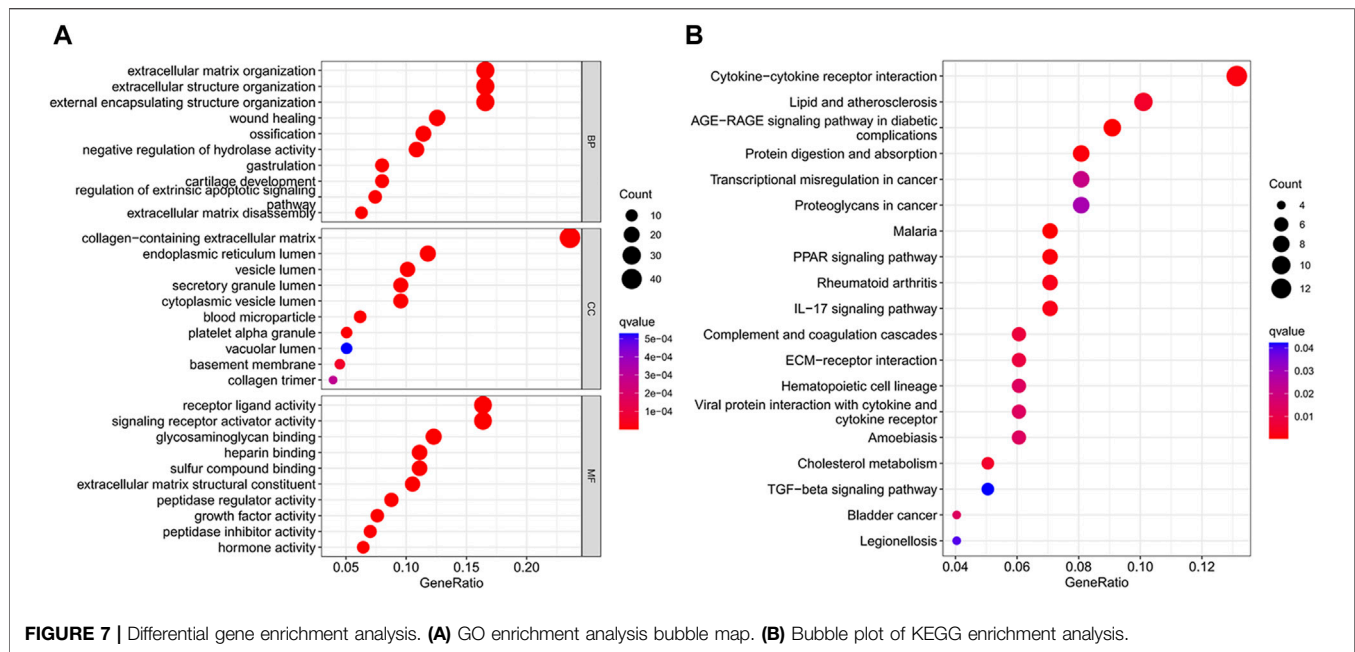 A
extracellular matrix organization
extracellular structure organization
external encapsulating structure organization
wound healing
ossification
negative regulation of hydrolase activity
gastrulation
cartilage development
regulation of extrinsic apoptotic signaling
pathway
extracellular matrix disassembly
BP
collagen−containing extracellular matrix
endoplasmic reticulum lumen
vesicle lumen
secretory granule lumen
cytoplasmic vesicle lumen
blood microparticle
platelet alpha granule
vacuolar lumen
basement membrane
collagen trimer
CC
receptor ligand activity
signaling receptor activator activity
glycosaminoglycan binding
heparin binding
sulfur compound binding
extracellular matrix structural constituent
peptidase regulator activity
growth factor activity
peptidase inhibitor activity
hormone activity
MF
0.05 0.10 0.15 0.20
GeneRatio
Count
10
20
30
40
qvalue
5e−04
4e−04
3e−04
2e−04
1e−04
B
Cytokine−cytokine receptor interaction
Lipid and atherosclerosis
AGE−RAGE signaling pathway in diabetic
complications
Protein digestion and absorption
Transcriptional misregulation in cancer
Proteoglycans in cancer
Malaria
PPAR signaling pathway
Rheumatoid arthritis
IL−17 signaling pathway
Complement and coagulation cascades
ECM−receptor interaction
Hematopoietic cell lineage
Viral protein interaction with cytokine and
cytokine receptor
Amoebiasis
Cholesterol metabolism
TGF−beta signaling pathway
Bladder cancer
Legionellosis
0.04 0.06 0.08 0.10 0.12
GeneRatio
Count
4
6
8
10
12
qvalue
0.04
0.03
0.02
0.01
FIGURE 7 | Differential gene enrichment analysis. (A) GO enrichment analysis bubble map. (B) Bubble plot of KEGG enrichment analysis.